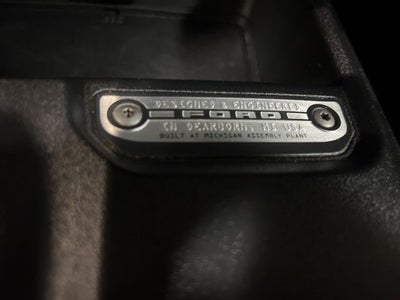 DESIGNED & ENGINEERED
FORD
IN DEARBORN, MI USA
BUILT AT MICHIGAN ASSEMBLY PLANT